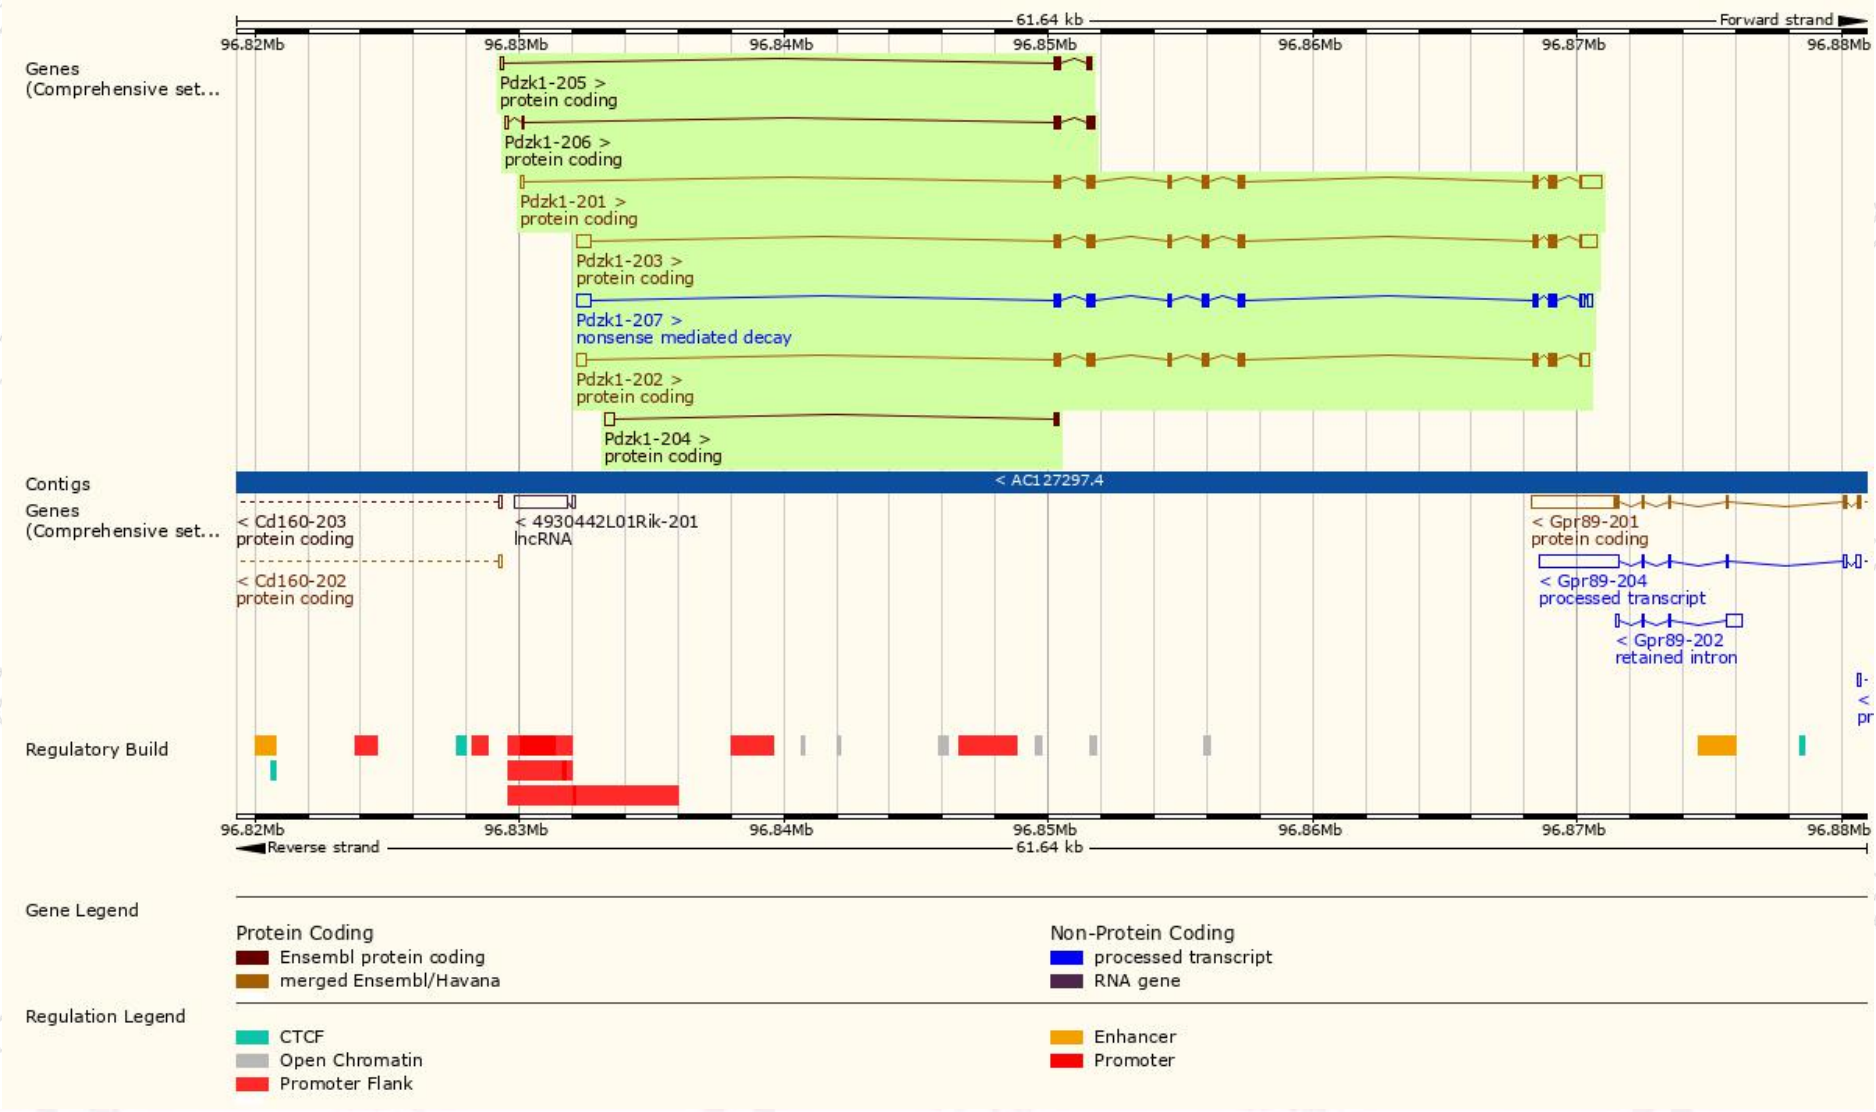 61.64 kb
Forward strand
96.82Mb 96.83Mb 96.84Mb 96.85Mb 96.86Mb 96.87Mb 96.88Mb
Genes
(Comprehensive set...
Pdzk1-205 >
protein coding
Pdzk1-206 >
protein coding
Pdzk1-201 >
protein coding
Pdzk1-203 >
protein coding
Pdzk1-207 >
nonsense mediated decay
Pdzk1-202 >
protein coding
Pdzk1-204 >
protein coding
Contigs
< AC127297.4
Genes
(Comprehensive set...
< Cd160-203
protein coding
< 4930442L01Rik-201
lncRNA
< Gpr89-201
protein coding
< Cd160-202
protein coding
< Gpr89-204
processed transcript
< Gpr89-202
retained intron
<
pr
Regulatory Build
96.82Mb 96.83Mb 96.84Mb 96.85Mb 96.86Mb 96.87Mb 96.88Mb
Reverse strand
61.64 kb
Gene Legend
Protein Coding
Ensembl protein coding
merged Ensembl/Havana
Non-Protein Coding
processed transcript
RNA gene
Regulation Legend
CTCF
Open Chromatin
Promoter Flank
Enhancer
Promoter